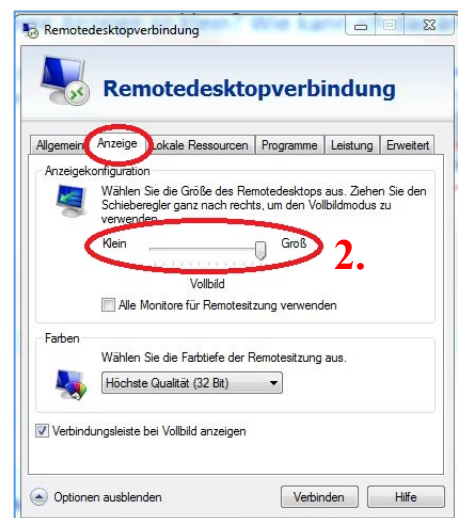 Remotedesktopverbindung
Remotedesktopverbindung
Allgemein Anzeige Lokale Ressourcen Programme Leistung Erweitert
Anzeigekonfiguration
Wählen Sie die Größe des Remotedesktops aus. Ziehen Sie den
Schieberegler ganz nach rechts, um den Vollbildmodus zu
verwenden.
Klein Groß
2.
Vollbild
Alle Monitore für Remotesitzung verwenden
Farben
Wählen Sie die Farbtiefe der Remotesitzung aus.
Höchste Qualität (32 Bit)
Verbindungsleiste bei Vollbild anzeigen
Optionen ausblenden Verbinden Hilfe